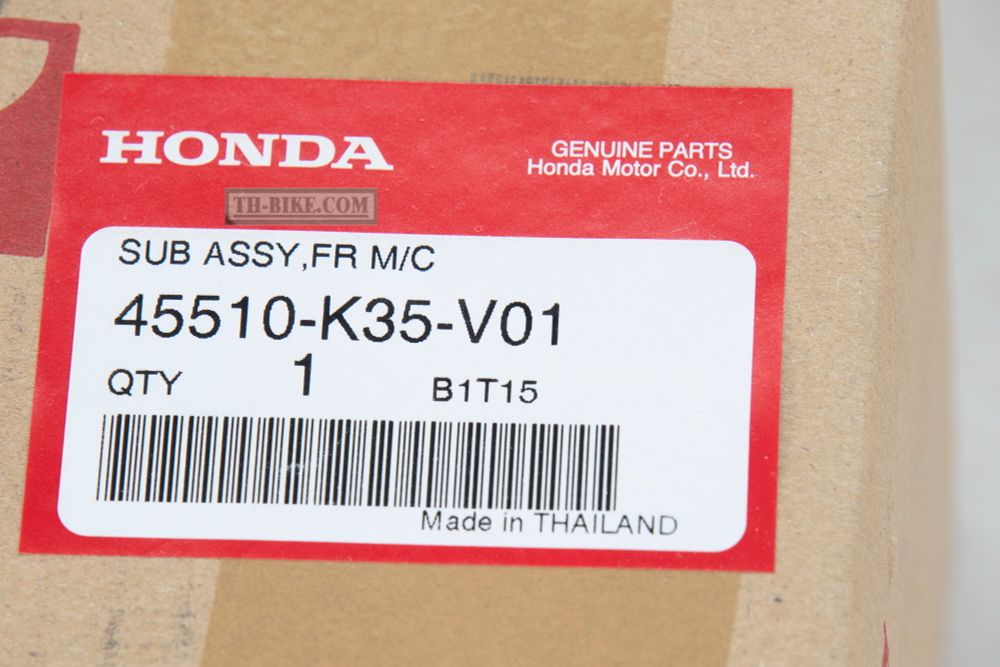 HONDA
GENUINE PARTS
Honda Motor Co., Ltd.
TH-BIKE.COM
SUB ASSY,FR M/C
45510-K35-V01
QTY 1 B1T15
Made in THAILAND